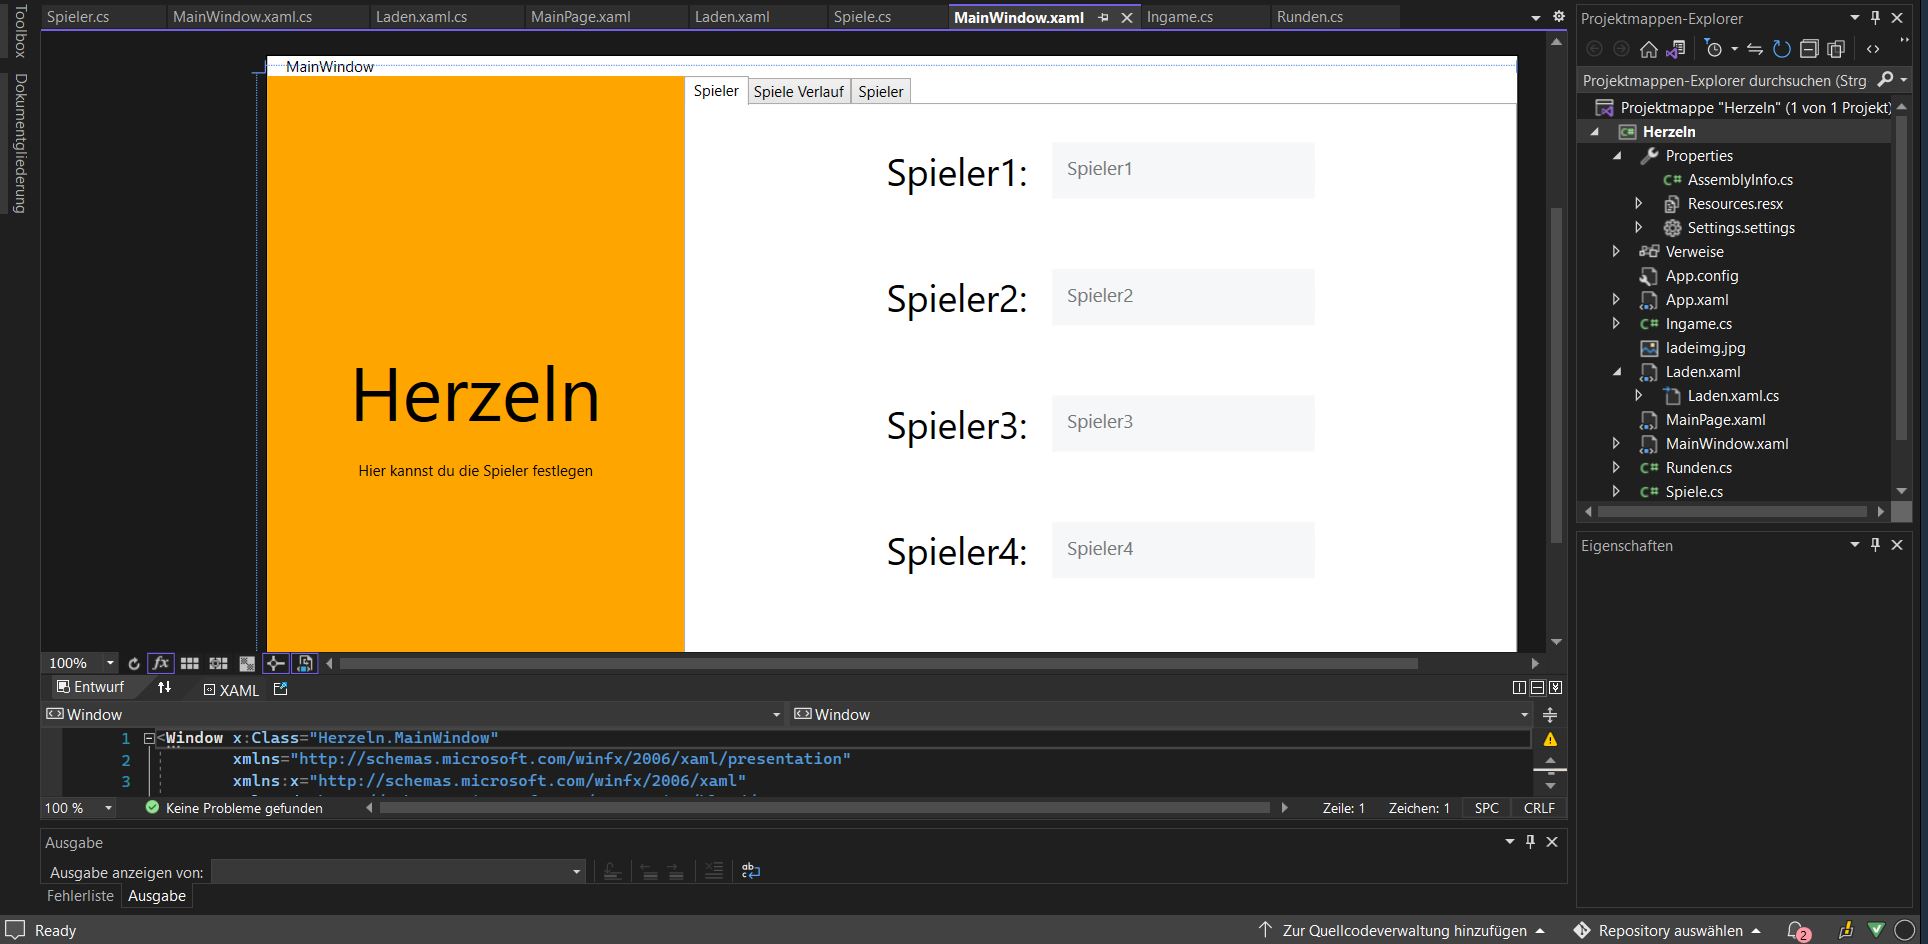 Toolbox
Dokumentgliederung
Spieler.cs
MainWindow.xaml.cs
Laden.xaml.cs
MainPage.xaml
Laden.xaml
Spiele.cs
MainWindow.xaml
Ingame.cs
Runden.cs
MainWindow
Spieler
Spiele Verlauf
Spieler
Herzeln
Hier kannst du die Spieler festlegen
Spieler1:
Spieler1
Spieler2:
Spieler2
Spieler3:
Spieler3
Spieler4:
Spieler4
100%
fx
Entwurf
XAML
Window
Window
1 <Window x:Class="Herzeln.MainWindow"
2 xmlns="http://schemas.microsoft.com/winfx/2006/xaml/presentation"
3 xmlns:x="http://schemas.microsoft.com/winfx/2006/xaml"
100 %
Keine Probleme gefunden
Zeile: 1
Zeichen: 1
SPC
CRLF
Ausgabe
Ausgabe anzeigen von:
Fehlerliste
Ausgabe
Projektmappen-Explorer
Projektmappen-Explorer durchsuchen (Strg
Projektmappe "Herzeln" (1 von 1 Projekt)
C# Herzeln
Properties
C# AssemblyInfo.cs
Resources.resx
Settings.settings
Verweise
App.config
App.xaml
C# Ingame.cs
ladeimg.jpg
Laden.xaml
Laden.xaml.cs
MainPage.xaml
MainWindow.xaml
C# Runden.cs
C# Spiele.cs
Eigenschaften
Ready
Zur Quellcodeverwaltung hinzufügen
Repository auswählen
2